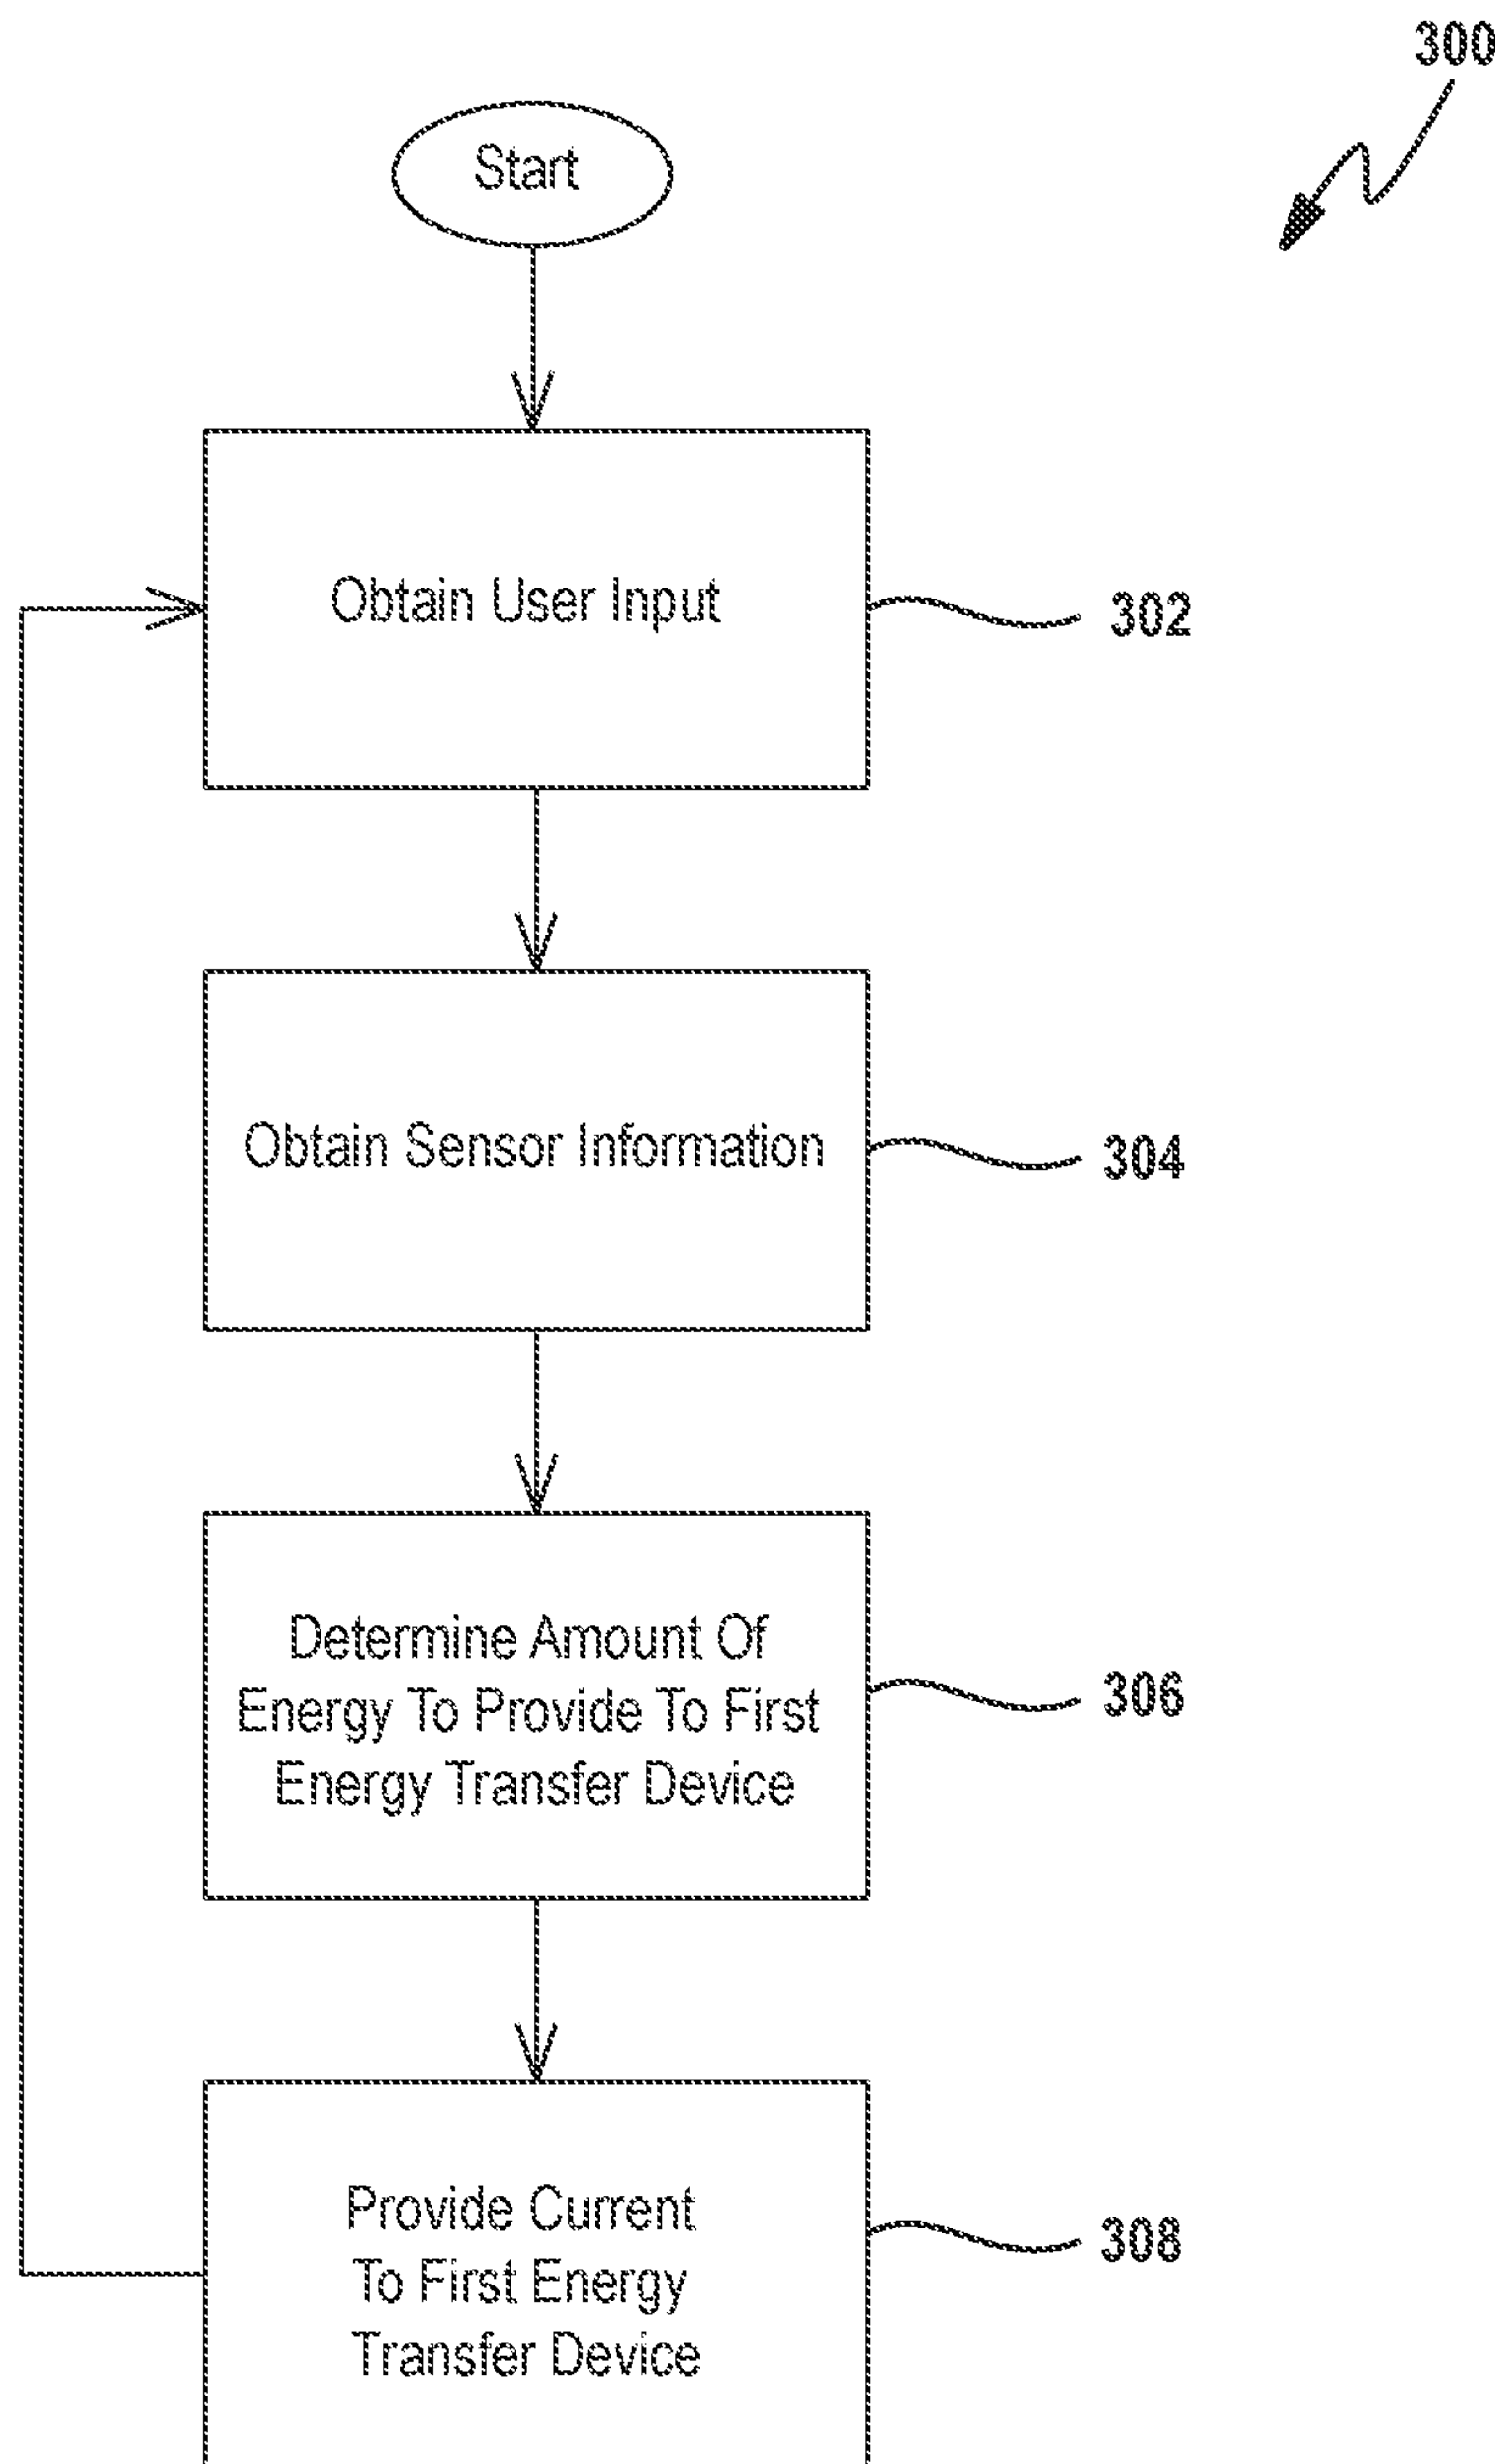 300
Start
Obtain User Input
302
Obtain Sensor Information
304
Determine Amount Of
Energy To Provide To First
Energy Transfer Device
306
Provide Current
To First Energy
Transfer Device
308